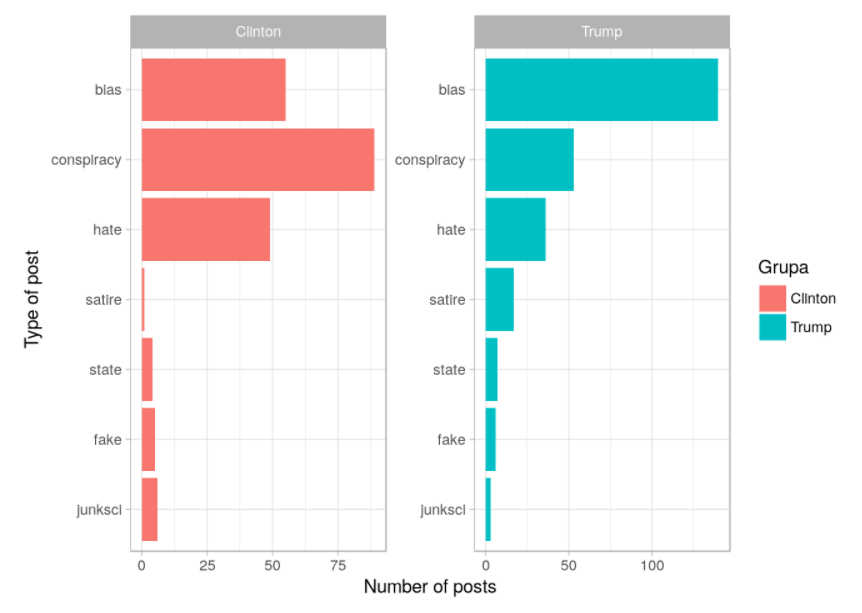 Clinton
Trump
bias
conspiracy
hate
satire
state
fake
junksci
bias
conspiracy
hate
satire
state
fake
junksci
0
25
50
75
0
50
100
Number of posts
Type of post
Grupa
Clinton
Trump